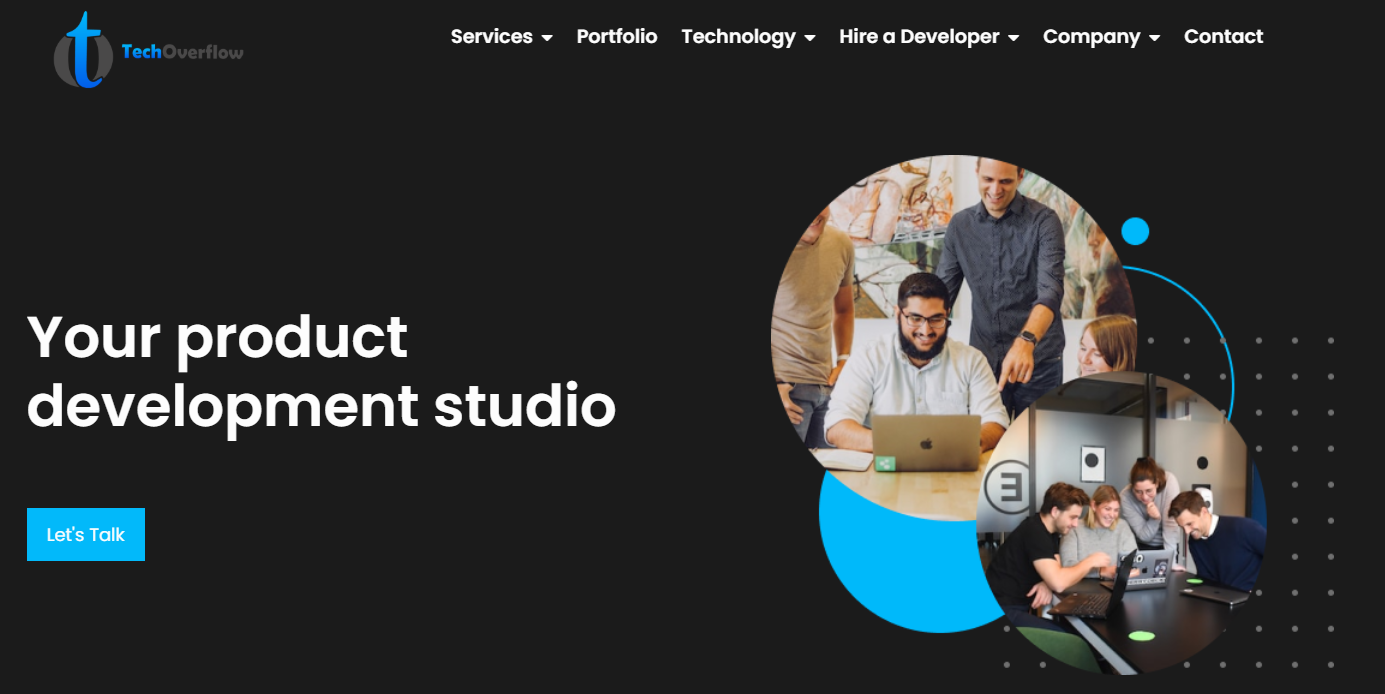 TechOverflow
Services
Portfolio
Technology
Hire a Developer
Company
Contact
Your product
development studio
Let's Talk